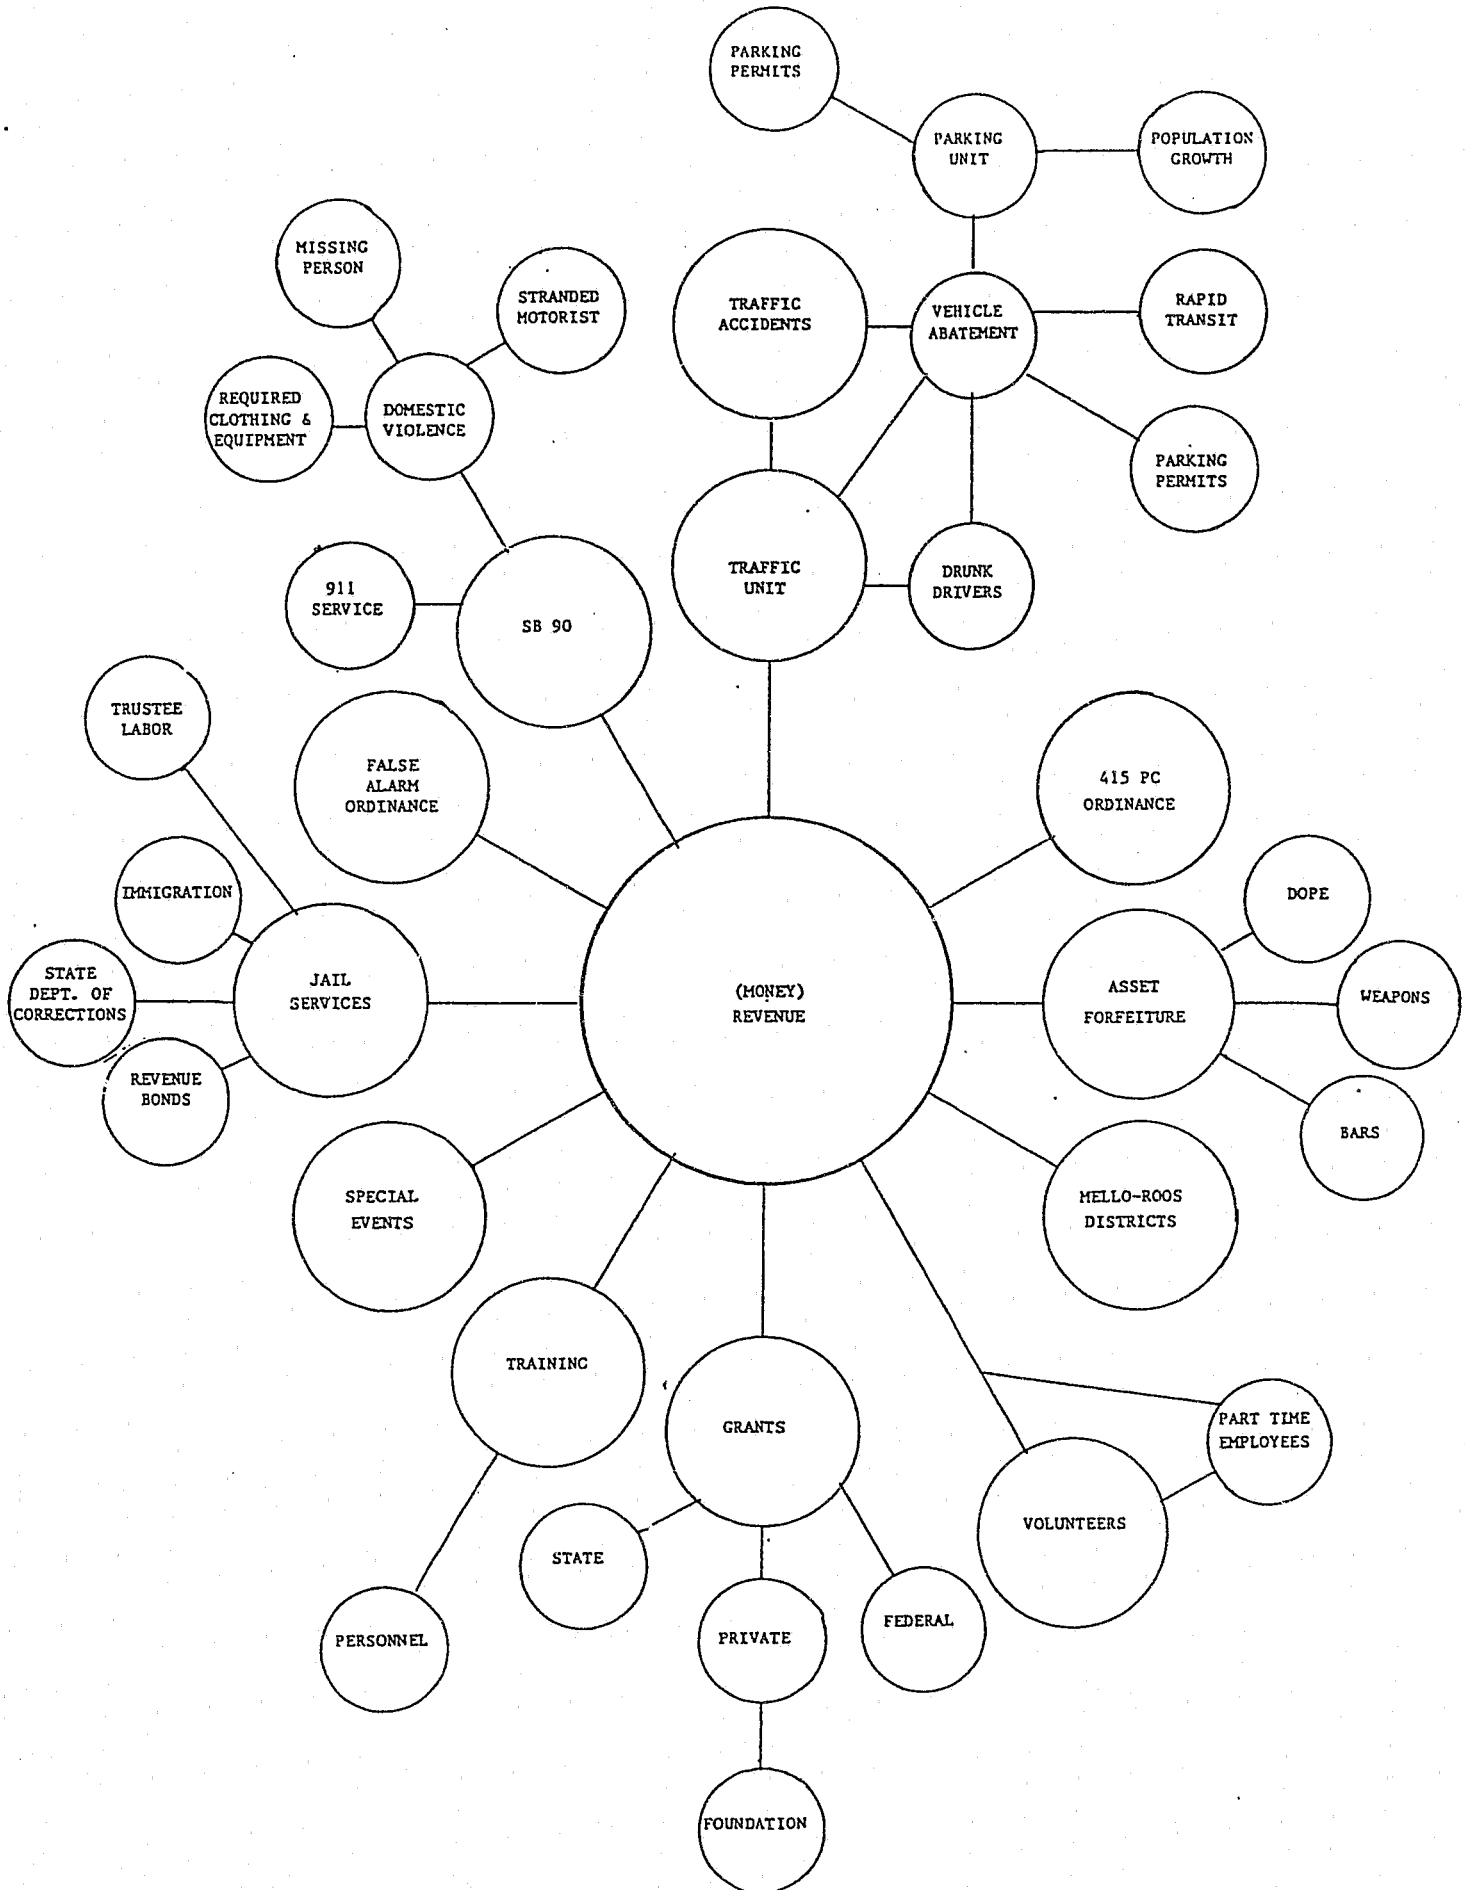 PARKING
PERMITS
PARKING
UNIT
POPULATION
GROWTH
MISSING
PERSON
STRANDED
MOTORIST
TRAFFIC
ACCIDENTS
VEHICLE
ABATEMENT
RAPID
TRANSIT
REQUIRED
CLOTHING &
EQUIPMENT
DOMESTIC
VIOLENCE
PARKING
PERMITS
911
SERVICE
SB 90
TRAFFIC
UNIT
DRUNK
DRIVERS
TRUSTEE
LABOR
FALSE
ALARM
ORDINANCE
415 PC
ORDINANCE
IMMIGRATION
DOPE
STATE
DEPT. OF
CORRECTIONS
JAIL
SERVICES
(MONEY)
REVENUE
ASSET
FORFEITURE
WEAPONS
REVENUE
BONDS
BARS
SPECIAL
EVENTS
MELLO-ROOS
DISTRICTS
TRAINING
GRANTS
PART TIME
EMPLOYEES
VOLUNTEERS
STATE
PERSONNEL
PRIVATE
FEDERAL
FOUNDATION